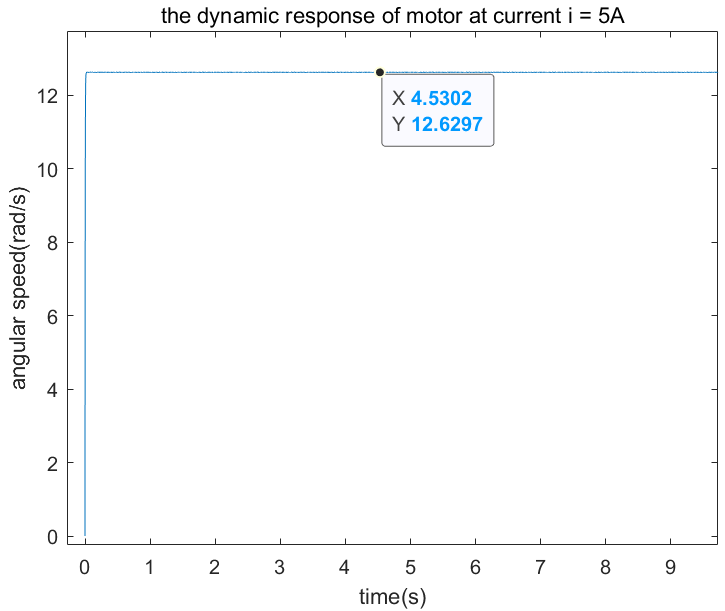 the dynamic response of motor at current i = 5A
12
10
8
6
4
2
0
angular speed(rad/s)
X 4.5302
Y 12.6297
0 1 2 3 4 5 6 7 8 9
time(s)